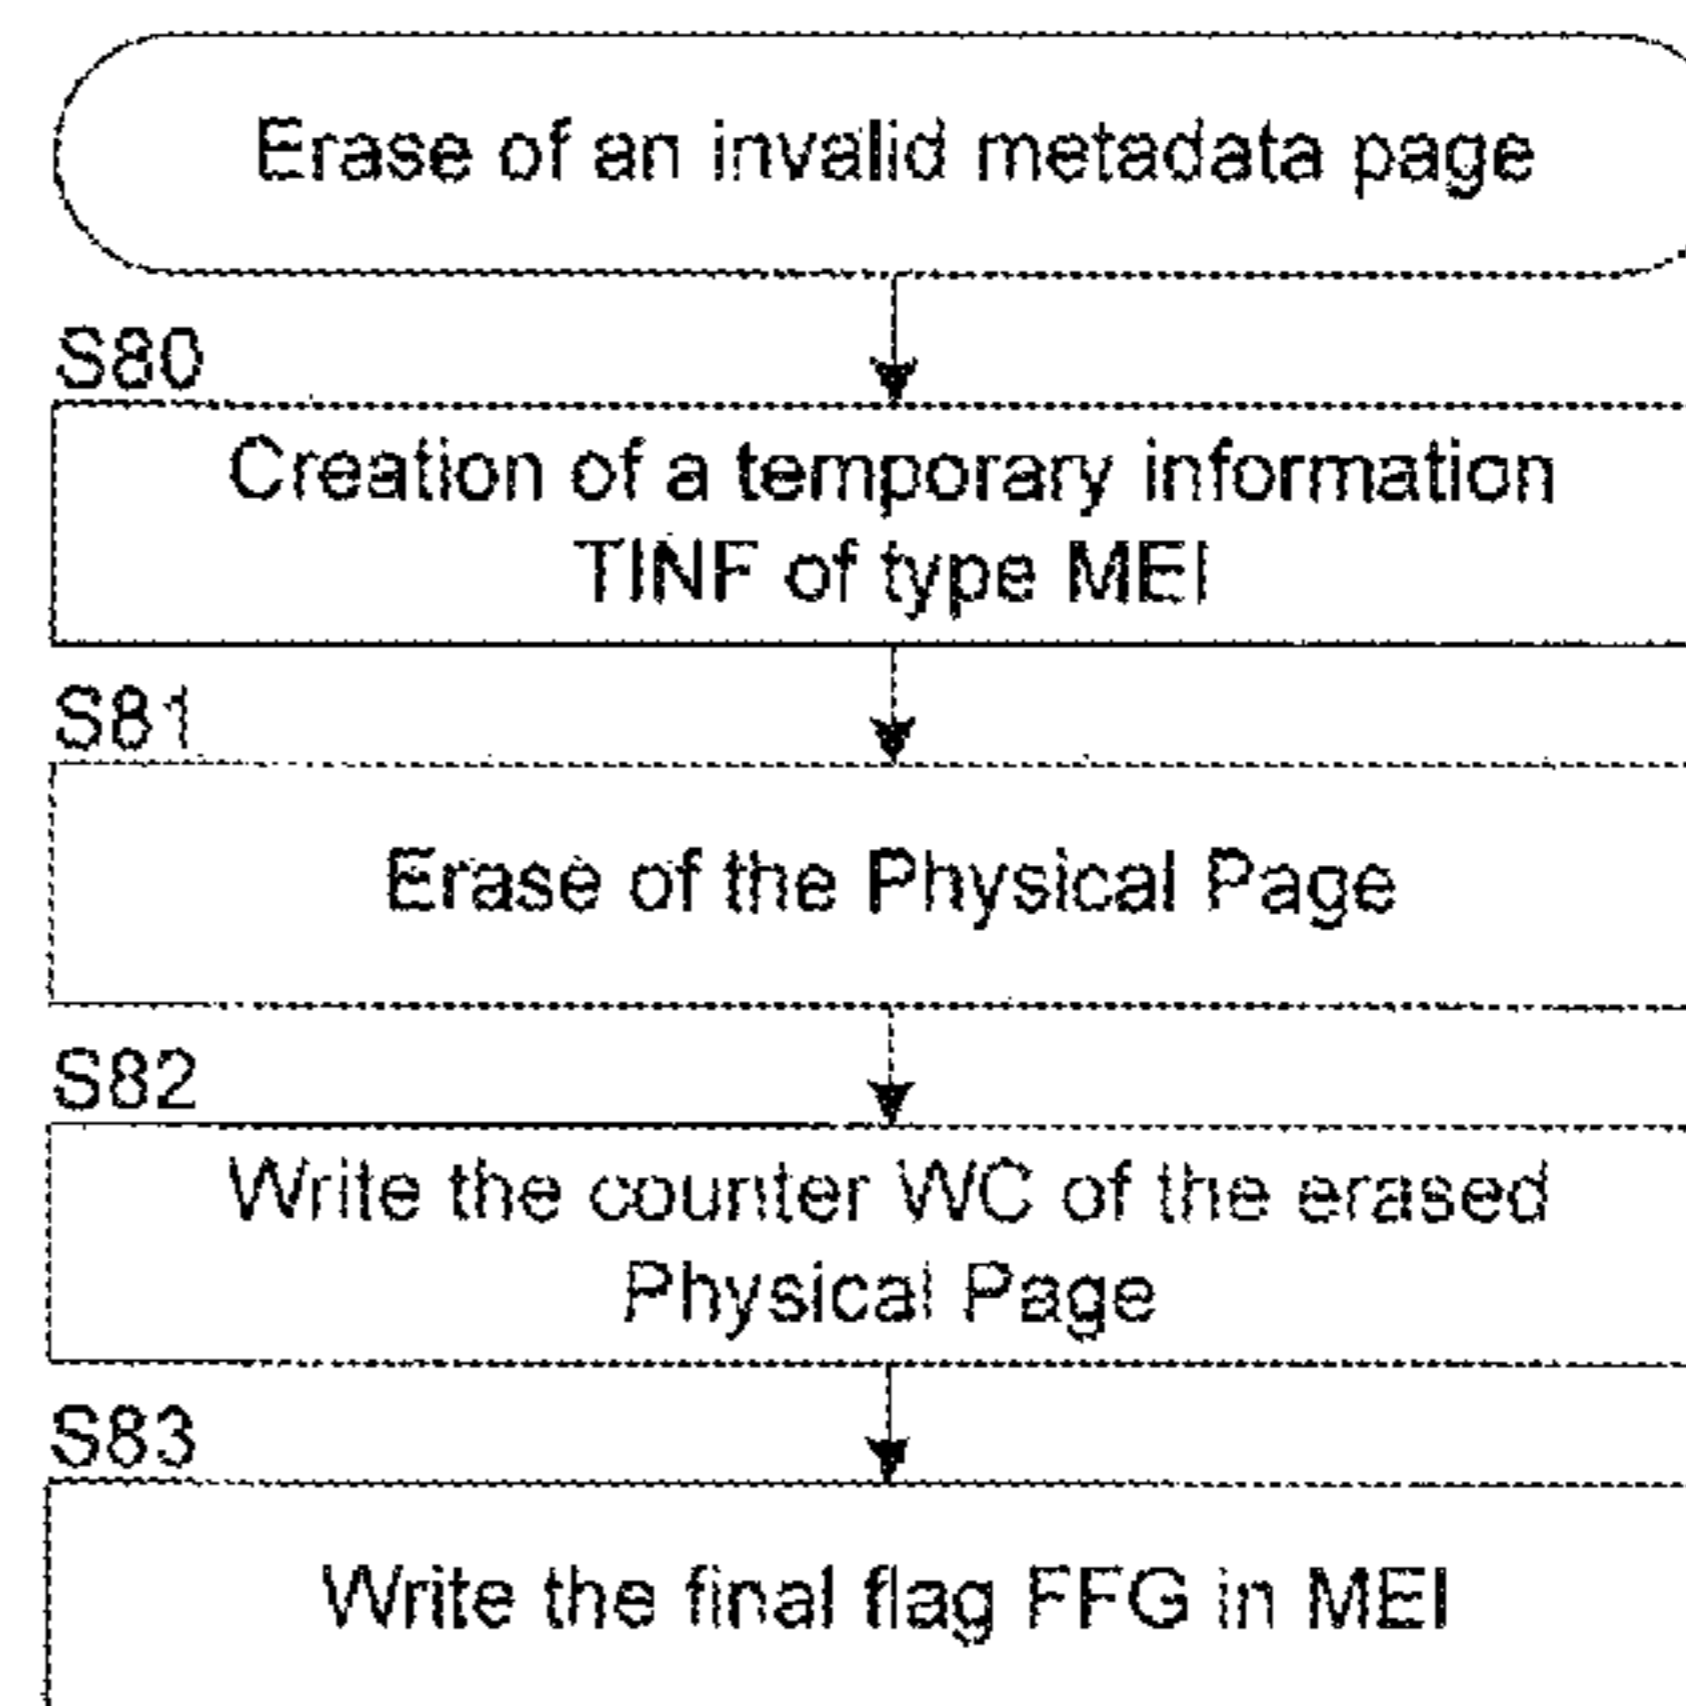 Erase of an invalid metadata page
S80
Creation of a temporary information
TINF of type MEI
S81
Erase of the Physical Page
S82
Write the counter WC of the erased
Physical Page
S83
Write the final flag FFG in MEI